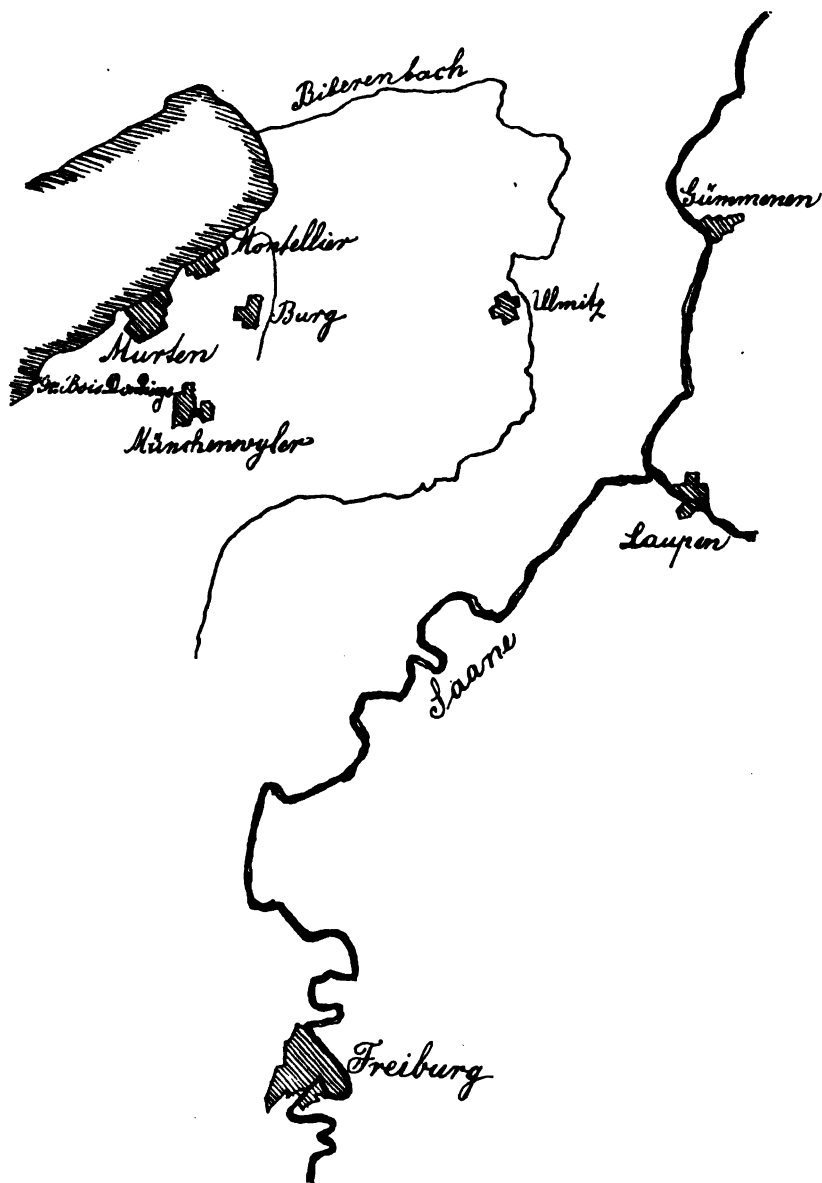 Biberenbach
Gümmenen
Montellier
Ulmitz
Burg
Murten
Münchenwyler
Laupen
Saane
Freiburg